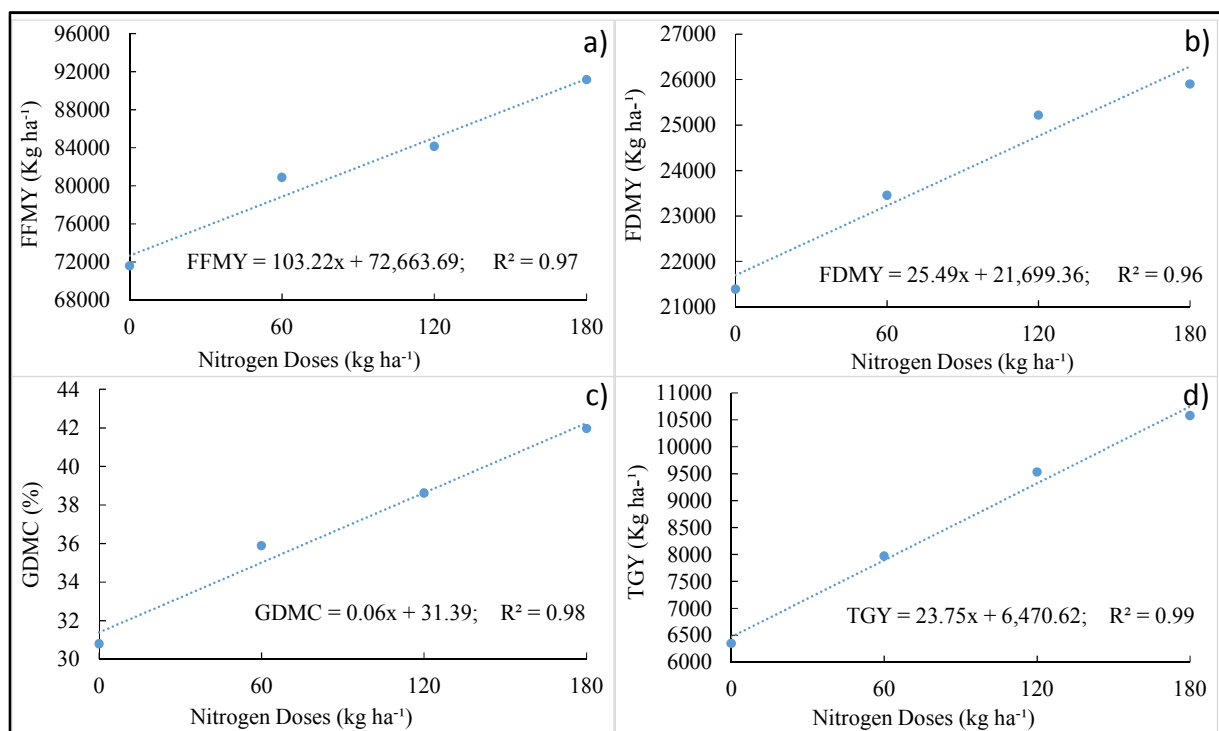 a)
96000
92000
88000
84000
80000
76000
72000
68000
FFMY (Kg ha⁻¹)
FFMY = 103.22x + 72,663.69; R² = 0.97
0 60 120 180
Nitrogen Doses (kg ha⁻¹)
b)
27000
26000
25000
24000
23000
22000
21000
FDMY (Kg ha-¹)
FDMY = 25.49x + 21,699.36; R² = 0.96
0 60 120 180
Nitrogen Doses (kg ha⁻¹)
c)
44
42
40
38
36
34
32
30
GDMC (%)
GDMC = 0.06x + 31.39; R² = 0.98
0 60 120 180
Nitrogen Doses (kg ha⁻¹)
d)
11000
10500
10000
9500
9000
8500
8000
7500
7000
6500
6000
TGY (Kg ha⁻¹)
TGY = 23.75x + 6,470.62; R² = 0.99
0 60 120 180
Nitrogen Doses (kg ha⁻¹)